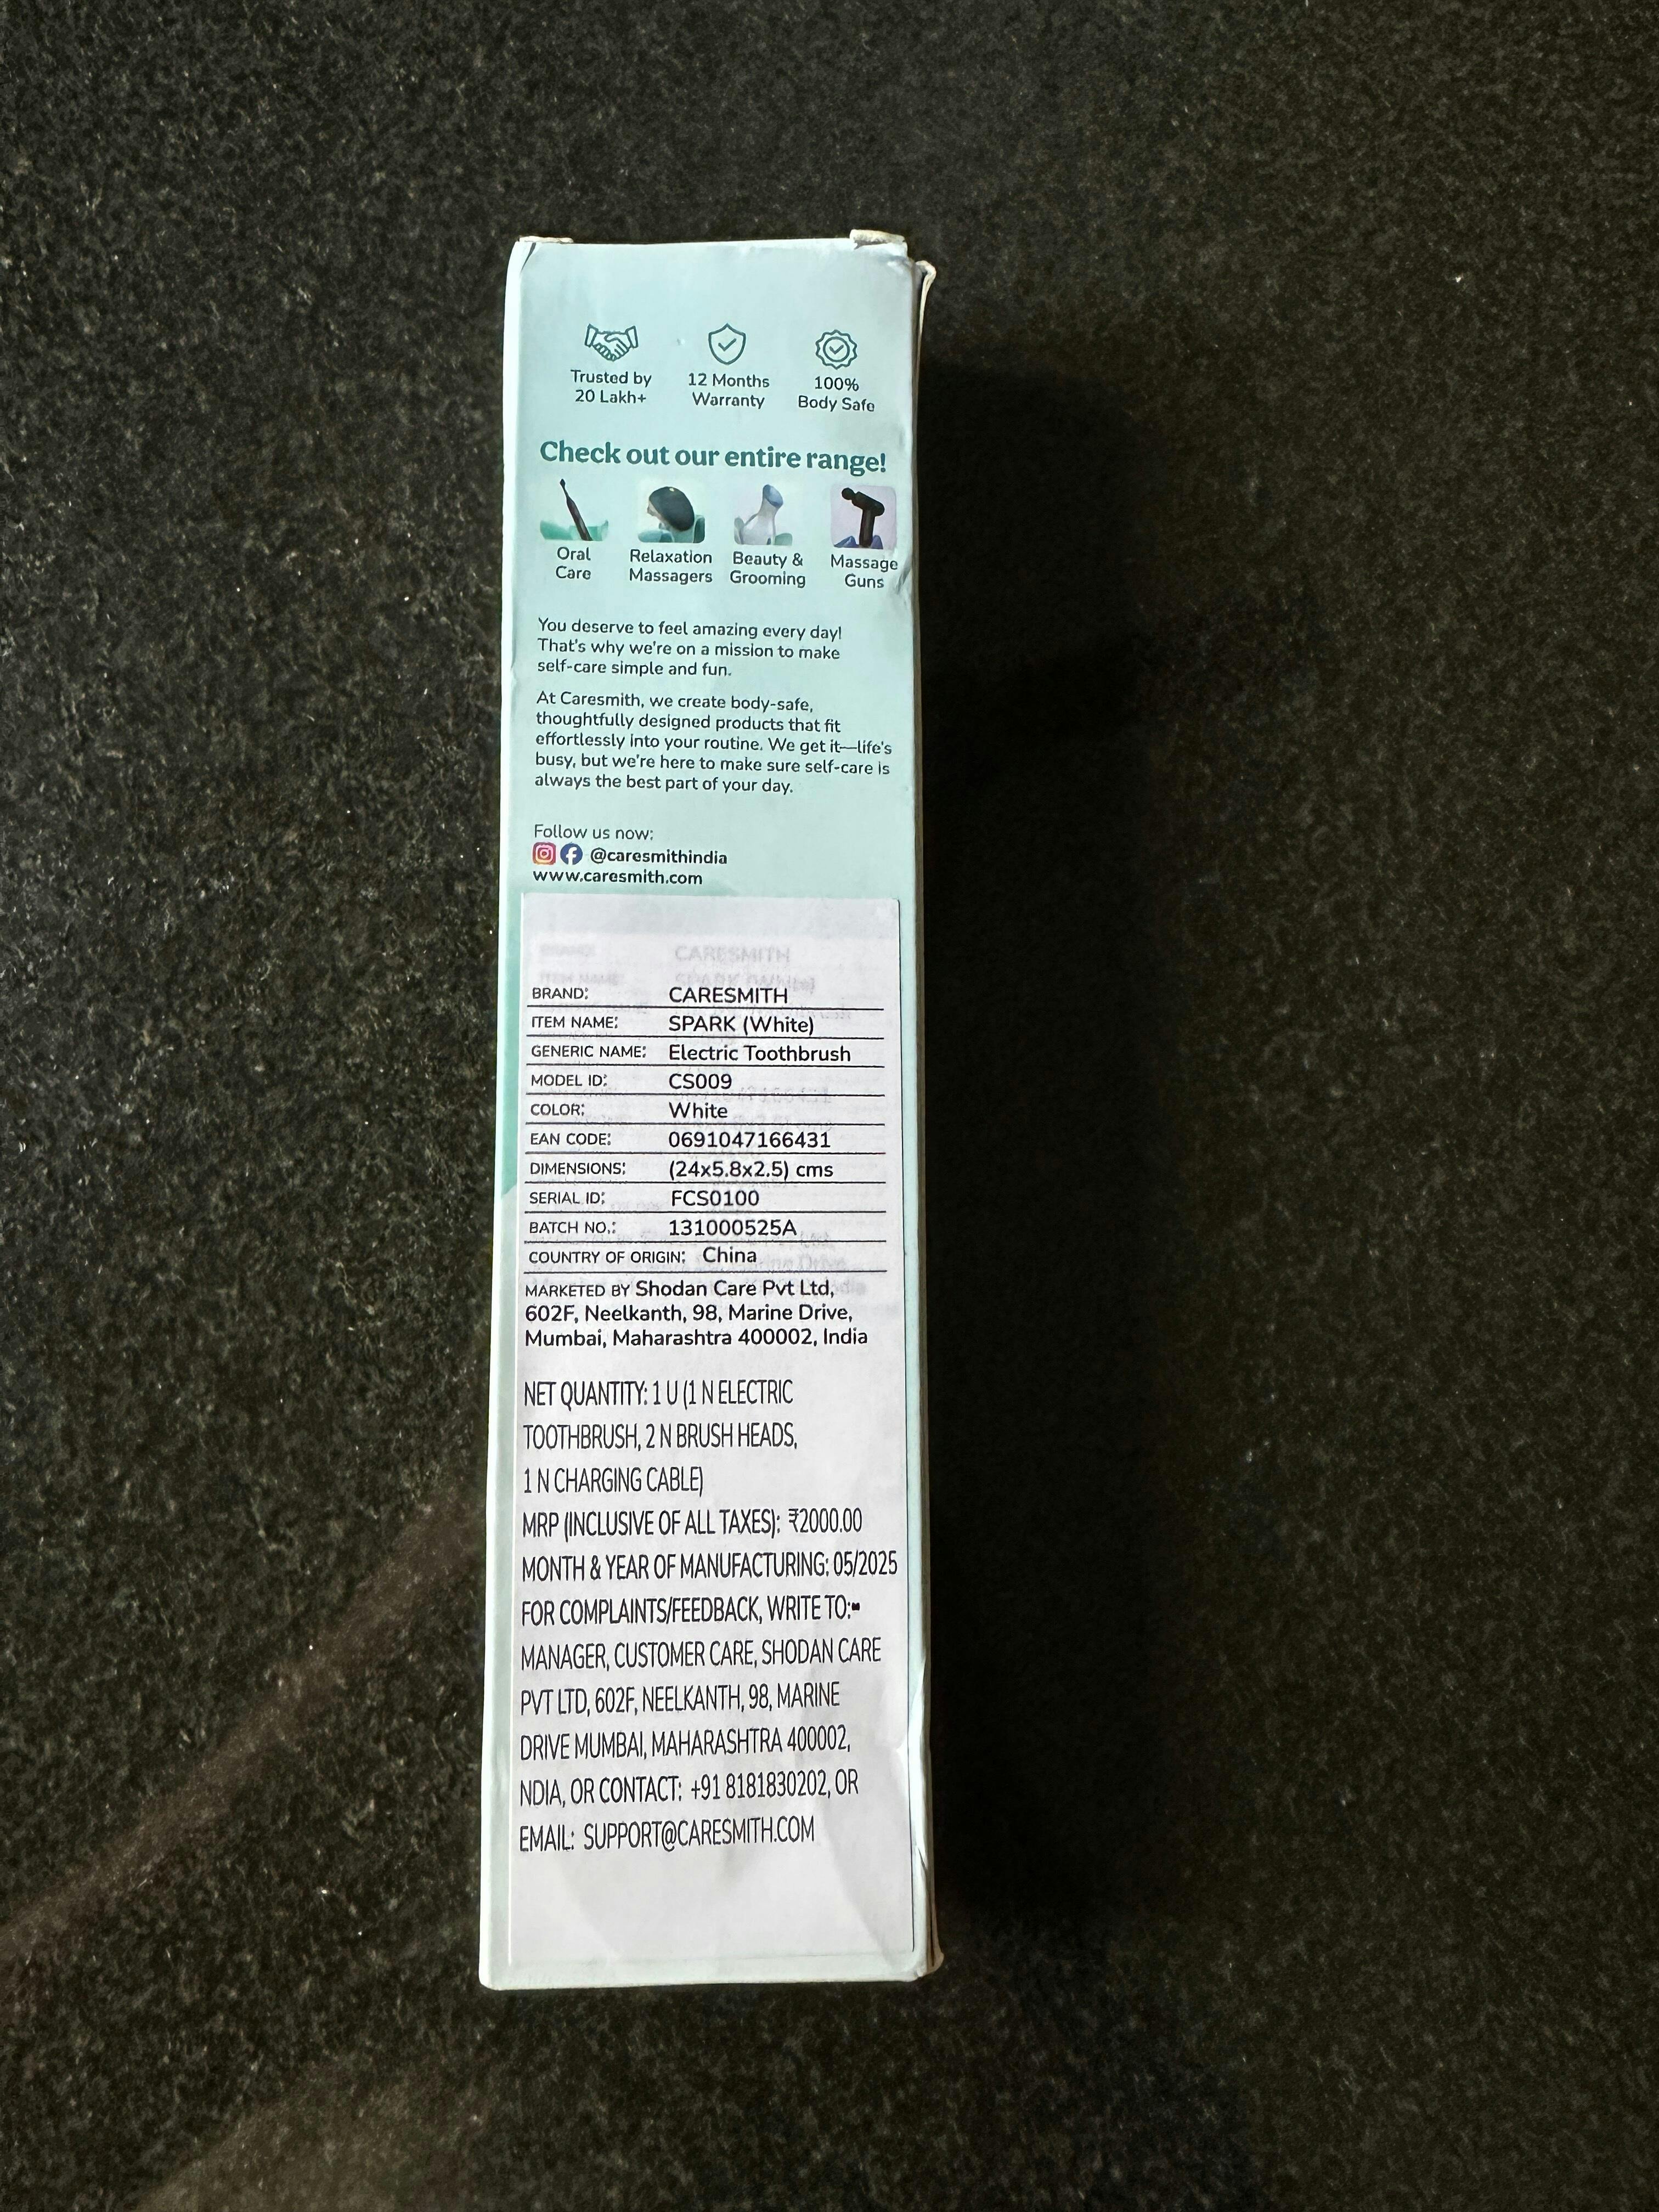 Trusted by 20 Lakh+
12 Months Warranty
100% Body Safe
Check out our entire range!
Oral Care
Relaxation Massagers
Beauty & Grooming
Massage Guns
You deserve to feel amazing every day!
That's why we're on a mission to make
self-care simple and fun.
At Caresmith, we create body-safe,
thoughtfully designed products that fit
effortlessly into your routine. We get it—life's
busy, but we're here to make sure self-care is
always the best part of your day.
Follow us now:
@caresmithindia
www.caresmith.com
CARESMITH
BRAND: CARESMITH
ITEM NAME: SPARK (White)
GENERIC NAME: Electric Toothbrush
MODEL ID: CS009
COLOR: White
EAN CODE: 0691047166431
DIMENSIONS: (24x5.8x2.5) cms
SERIAL ID: FCS0100
BATCH NO.: 131000525A
COUNTRY OF ORIGIN: China
MARKETED BY Shodan Care Pvt Ltd,
602F, Neelkanth, 98, Marine Drive,
Mumbai, Maharashtra 400002, India
NET QUANTITY: 1 U (1 N ELECTRIC
TOOTHBRUSH, 2 N BRUSH HEADS,
1 N CHARGING CABLE)
MRP (INCLUSIVE OF ALL TAXES): ₹2000.00
MONTH & YEAR OF MANUFACTURING: 05/2025
FOR COMPLAINTS/FEEDBACK, WRITE TO:-
MANAGER, CUSTOMER CARE, SHODAN CARE
PVT LTD, 602F, NEELKANTH, 98, MARINE
DRIVE MUMBAI, MAHARASHTRA 400002,
NDIA, OR CONTACT: +91 8181830202, OR
EMAIL: SUPPORT@CARESMITH.COM